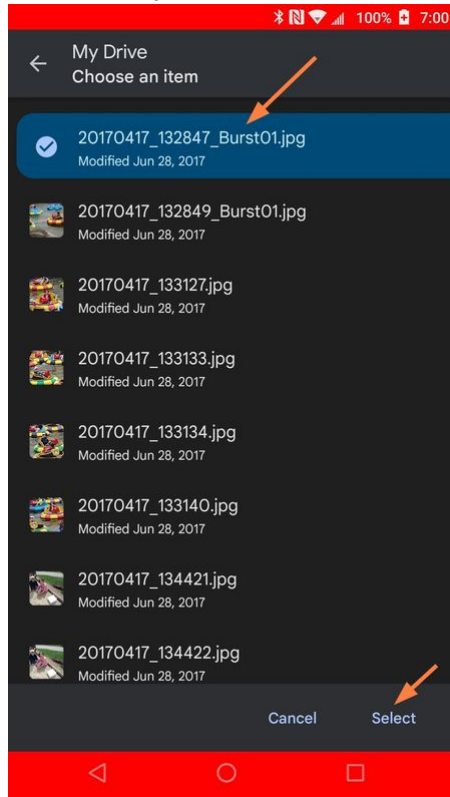 100% 7:00
My Drive
Choose an item
20170417_132847_Burst01.jpg
Modified Jun 28, 2017
20170417_132849_Burst01.jpg
Modified Jun 28, 2017
20170417_133127.jpg
Modified Jun 28, 2017
20170417_133133.jpg
Modified Jun 28, 2017
20170417_133134.jpg
Modified Jun 28, 2017
20170417_133140.jpg
Modified Jun 28, 2017
20170417_134421.jpg
Modified Jun 28, 2017
20170417_134422.jpg
Modified Jun 28, 2017
Cancel Select